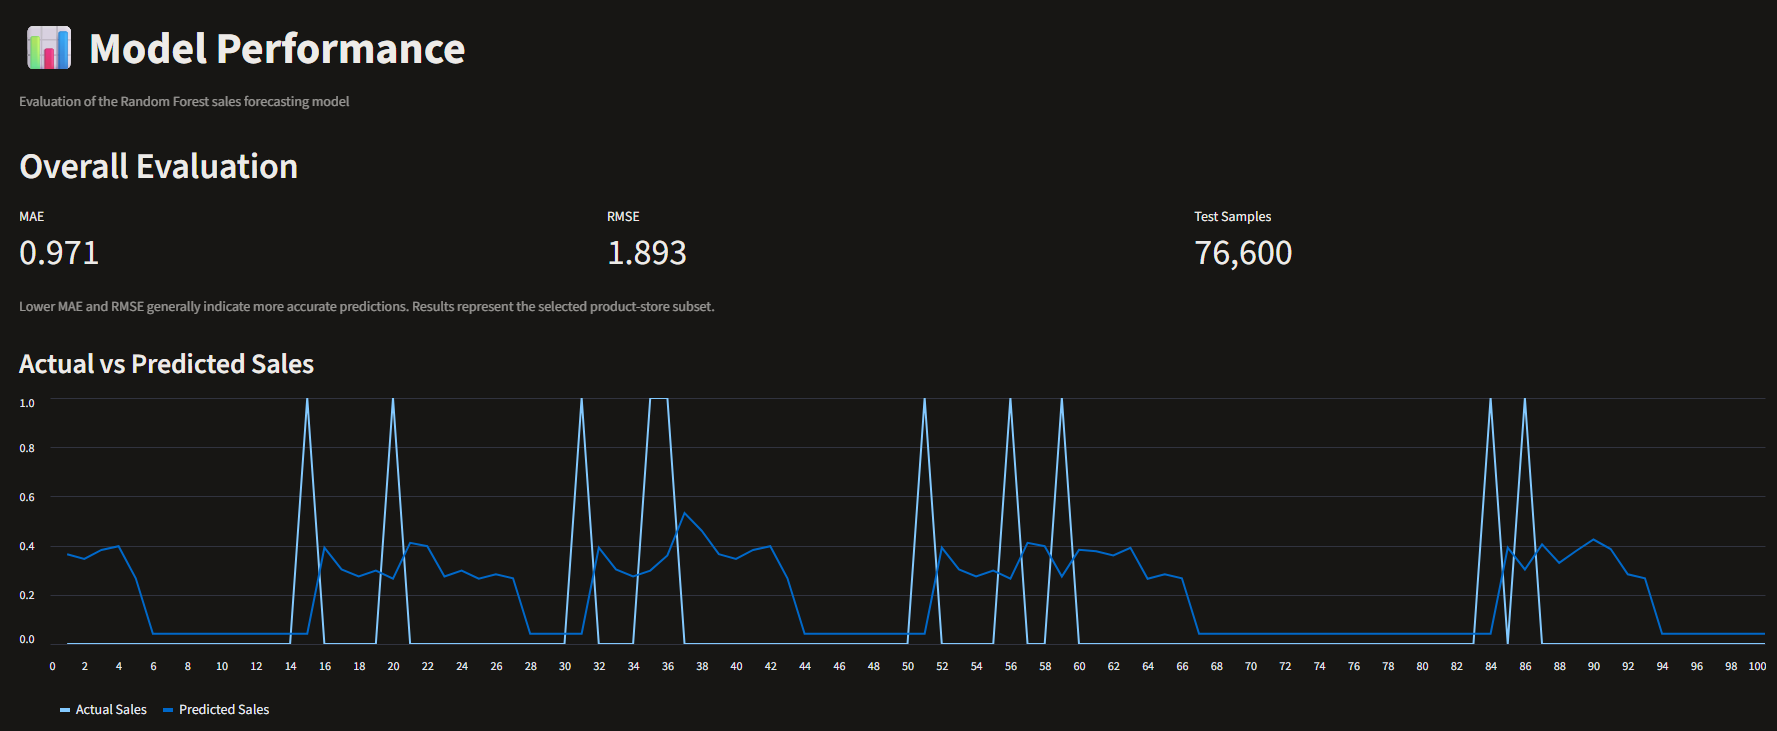 Model Performance
Evaluation of the Random Forest sales forecasting model
Overall Evaluation
MAE RMSE Test Samples
0.971 1.893 76,600
Lower MAE and RMSE generally indicate more accurate predictions. Results represent the selected product-store subset.
Actual vs Predicted Sales
1.0
0.8
0.6
0.4
0.2
0.0
0 2 4 6 8 10 12 14 16 18 20 22 24 26 28 30 32 34 36 38 40 42 44 46 48 50 52 54 56 58 60 62 64 66 68 70 72 74 76 78 80 82 84 86 88 90 92 94 96 98 100
Actual Sales Predicted Sales